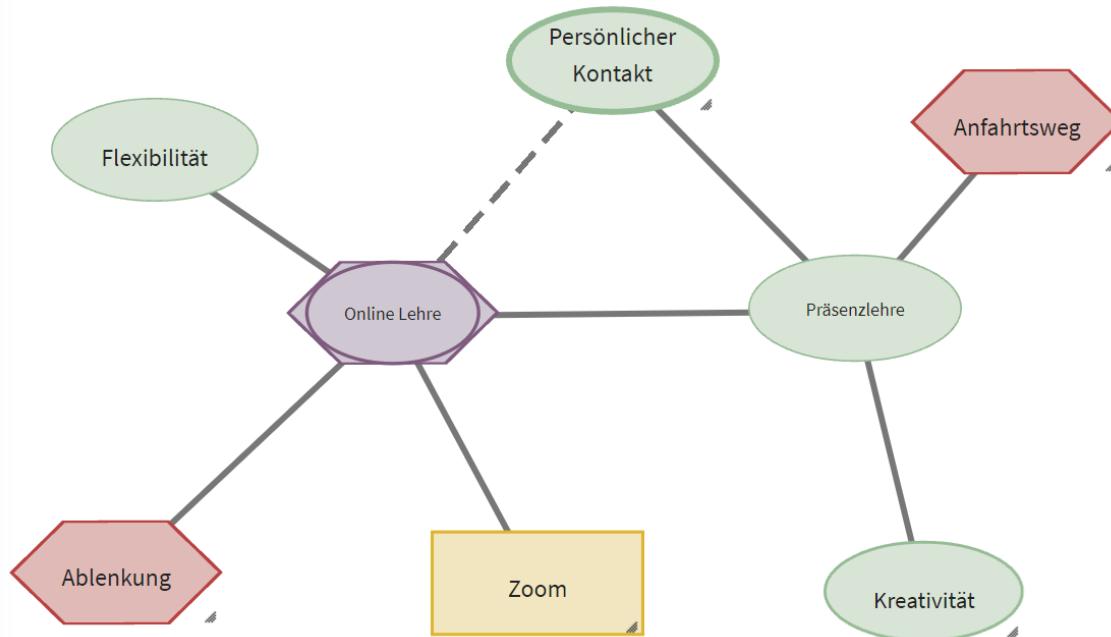 Persönlicher
Kontakt
Anfahrtsweg
Flexibilität
Online Lehre
Präsenzlehre
Ablenkung
Zoom
Kreativität